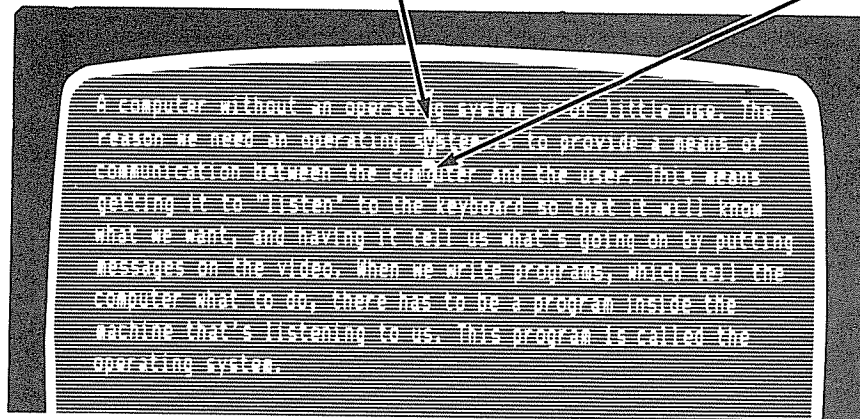 A computer without an operating system is of little use. The
reason we need an operating system is to provide a means of
communication between the computer and the user. This means
getting it to "listen" to the keyboard so that it will know
what we want, and having it tell us what's going on by putting
messages on the video. When we write programs, which tell the
computer what to do, there has to be a program inside the
machine that's listening to us. This program is called the
operating system.